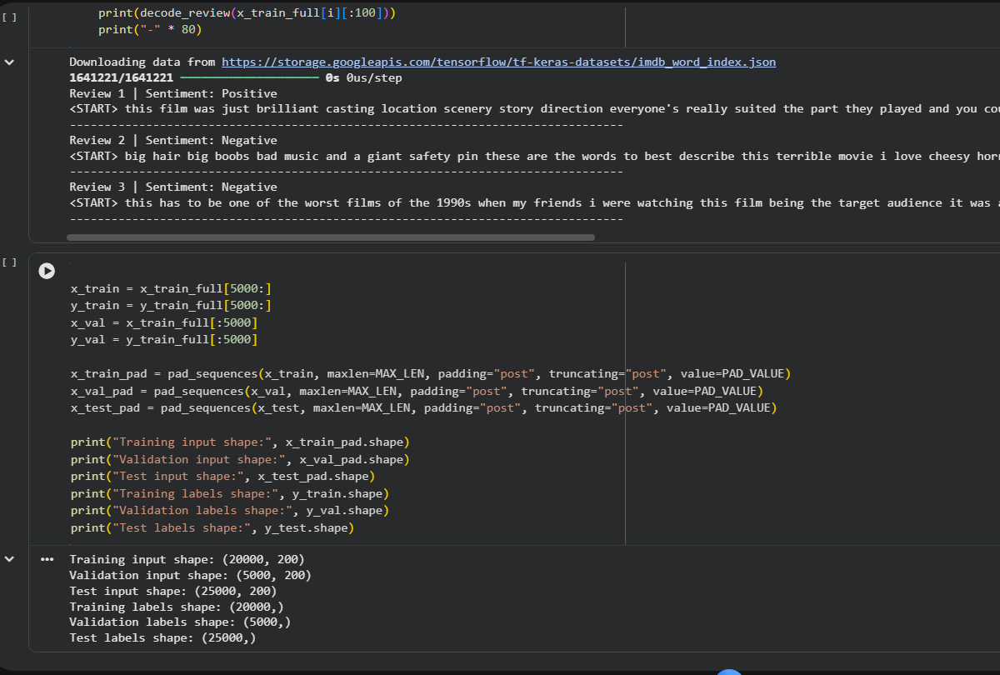 [ ]
print(decode_review(x_train_full[i][:100]))
print("-" * 80)
Downloading data from https://storage.googleapis.com/tensorflow/tf-keras-datasets/imdb_word_index.json
1641221/1641221 ━━━━━━━━━━━━━━━━━━━━ 0s 0us/step
Review 1 | Sentiment: Positive
<START> this film was just brilliant casting location scenery story direction everyone's really suited the part they played and you
--------------------------------------------------------------------------------
Review 2 | Sentiment: Negative
<START> big hair big boobs bad music and a giant safety pin these are the words to best describe this terrible movie i love cheesy
--------------------------------------------------------------------------------
Review 3 | Sentiment: Negative
<START> this has to be one of the worst films of the 1990s when my friends i were watching this film being the target audience it was
--------------------------------------------------------------------------------
[ ]
x_train = x_train_full[5000:]
y_train = y_train_full[5000:]
x_val = x_train_full[:5000]
y_val = y_train_full[:5000]
x_train_pad = pad_sequences(x_train, maxlen=MAX_LEN, padding="post", truncating="post", value=PAD_VALUE)
x_val_pad = pad_sequences(x_val, maxlen=MAX_LEN, padding="post", truncating="post", value=PAD_VALUE)
x_test_pad = pad_sequences(x_test, maxlen=MAX_LEN, padding="post", truncating="post", value=PAD_VALUE)
print("Training input shape:", x_train_pad.shape)
print("Validation input shape:", x_val_pad.shape)
print("Test input shape:", x_test_pad.shape)
print("Training labels shape:", y_train.shape)
print("Validation labels shape:", y_val.shape)
print("Test labels shape:", y_test.shape)
Training input shape: (20000, 200)
Validation input shape: (5000, 200)
Test input shape: (25000, 200)
Training labels shape: (20000,)
Validation labels shape: (5000,)
Test labels shape: (25000,)